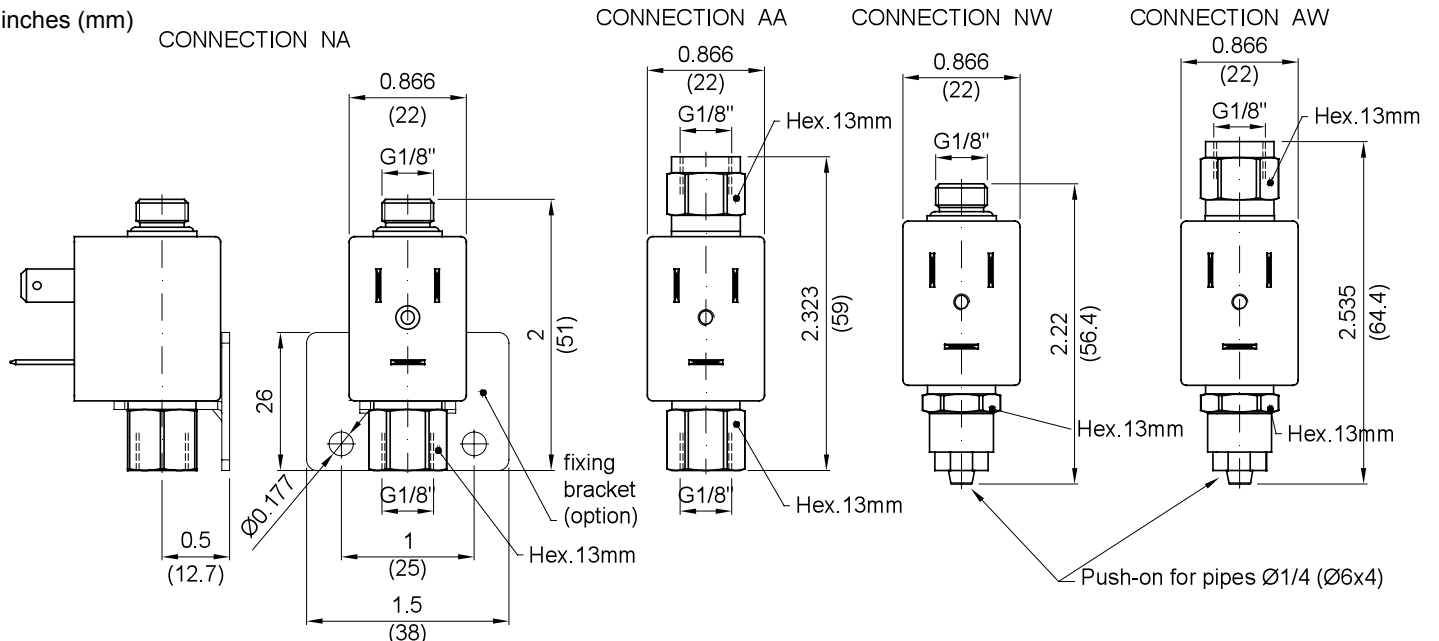 inches (mm)
CONNECTION NA
0.866
(22)
G1/8"
2
(51)
26
Ø0.177
G1/8"
fixing
bracket
(option)
Hex.13mm
0.5
(12.7)
1
(25)
1.5
(38)
CONNECTION AA
0.866
(22)
G1/8"
Hex.13mm
2.323
(59)
G1/8"
Hex.13mm
CONNECTION NW
0.866
(22)
G1/8"
2.22
(56.4)
Hex.13mm
CONNECTION AW
0.866
(22)
G1/8"
Hex.13mm
2.535
(64.4)
Hex.13mm
Push-on for pipes Ø1/4 (Ø6x4)